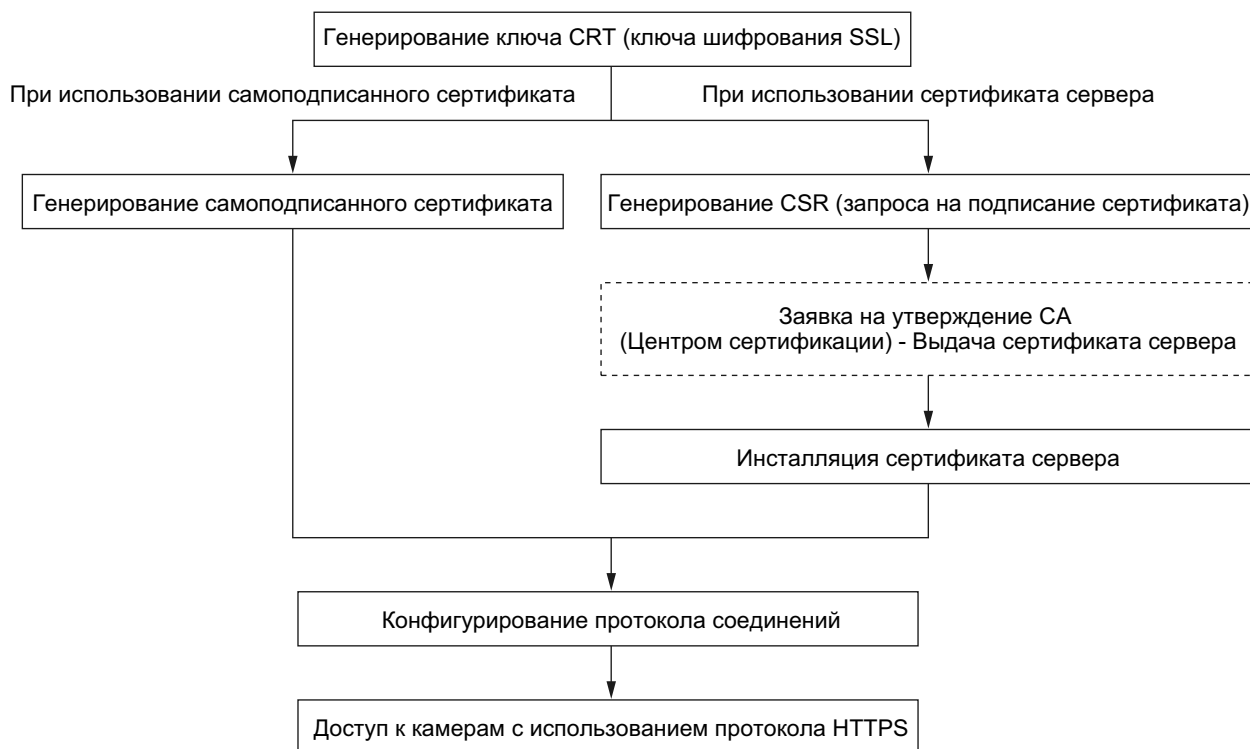 Генерирование ключа CRT (ключа шифрования SSL)
При использовании самоподписанного сертификата
При использовании сертификата сервера
Генерирование самоподписанного сертификата
Генерирование CSR (запроса на подписание сертификата)
Заявка на утверждение CA
(Центром сертификации) - Выдача сертификата сервера
Инсталляция сертификата сервера
Конфигурирование протокола соединений
Доступ к камерам с использованием протокола HTTPS